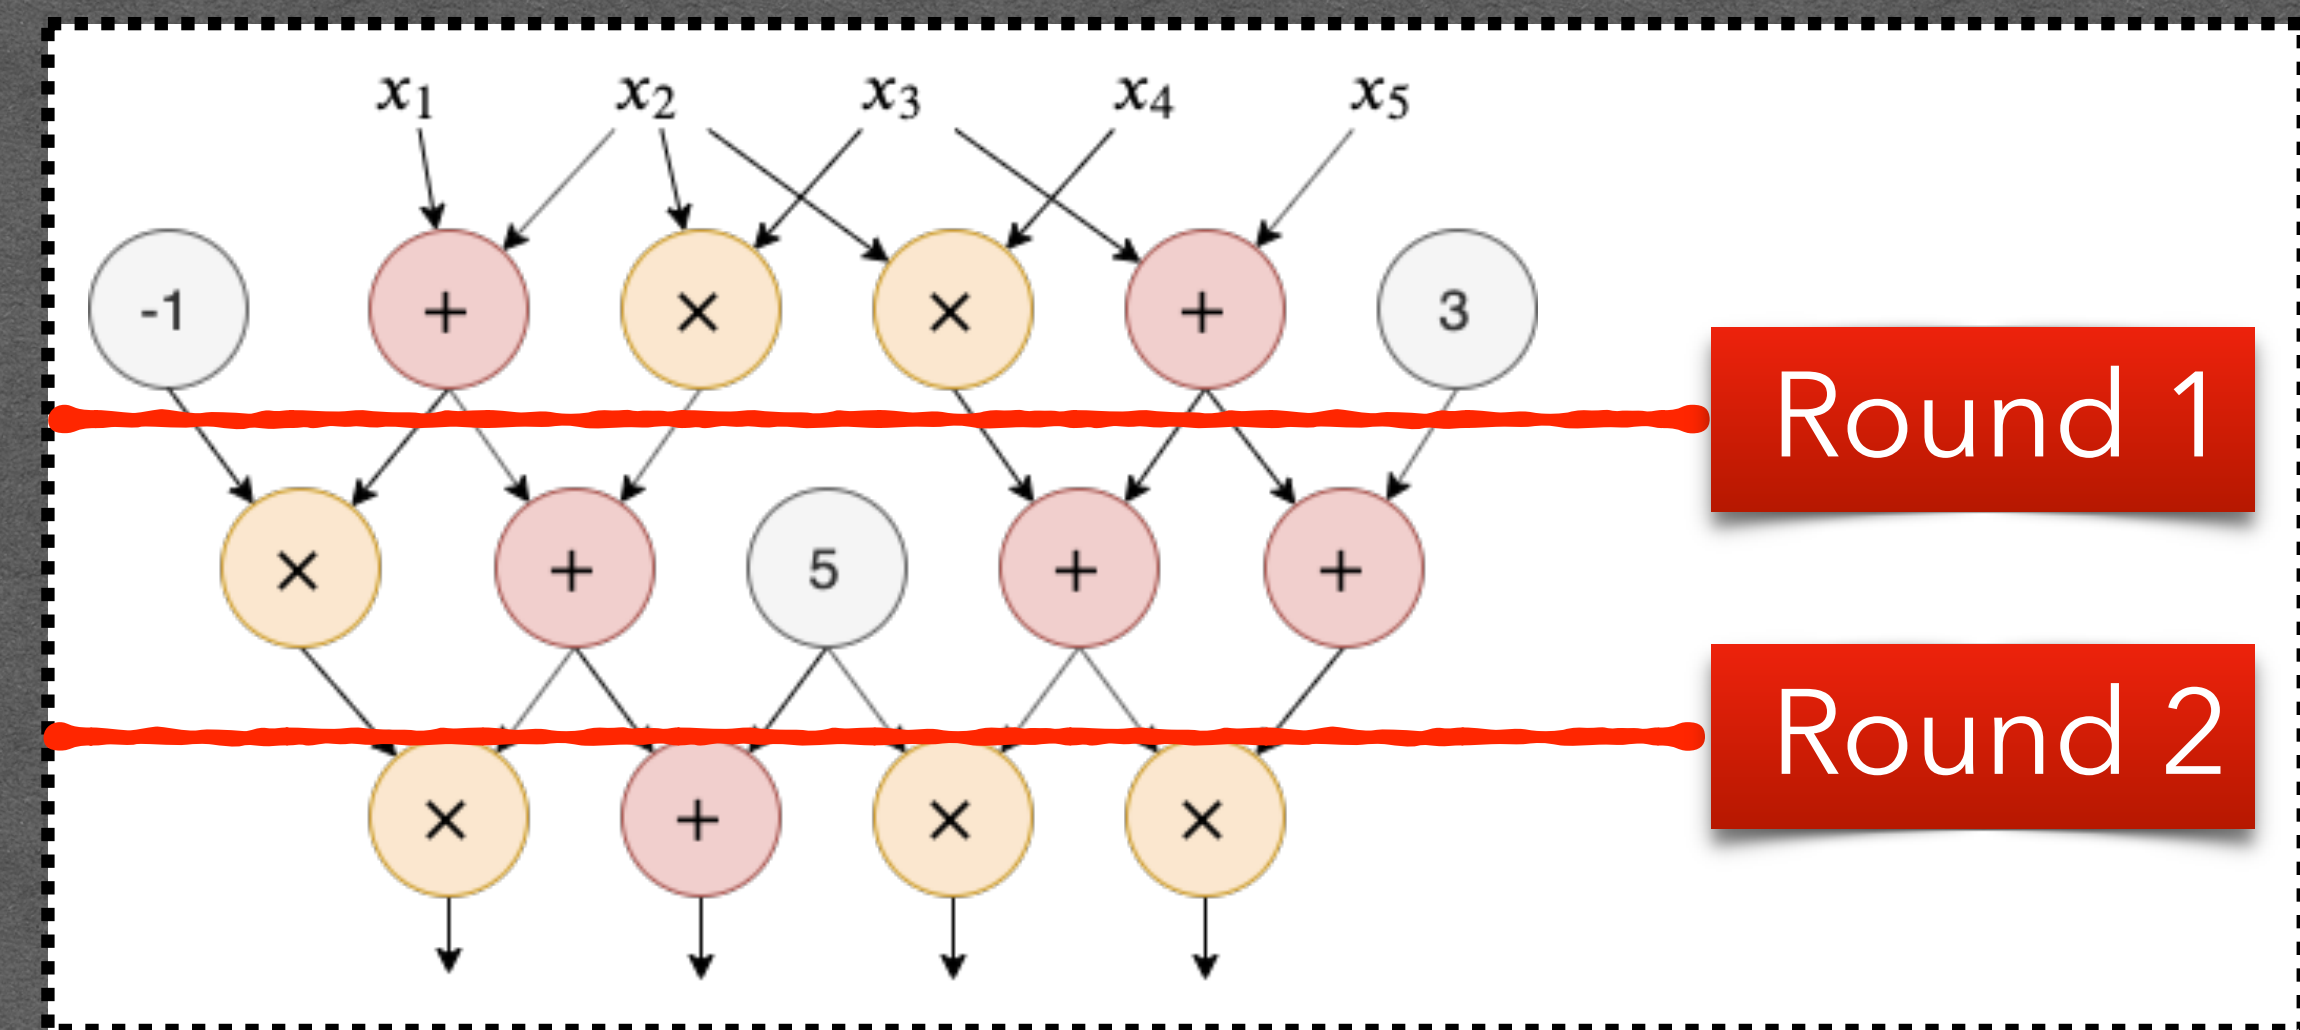 x1 x2 x3 x4 x5
-1 + × × + 3
Round 1
× + 5 + +
Round 2
× + × ×